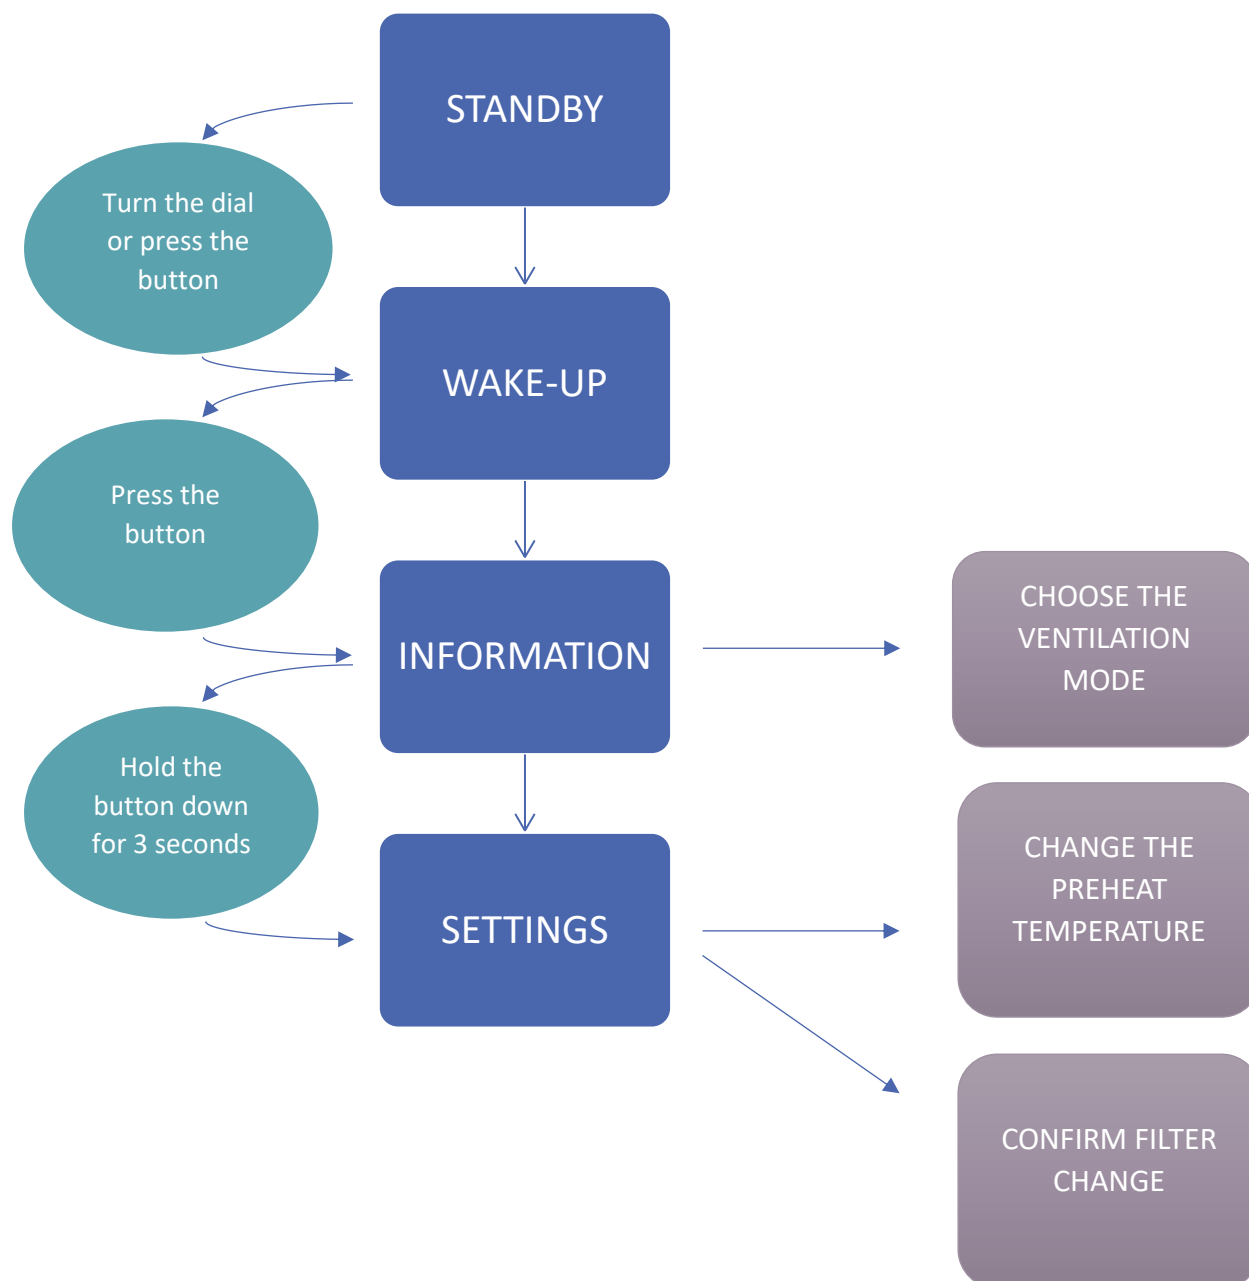 STANDBY
Turn the dial
or press the
button
WAKE-UP
Press the
button
INFORMATION
CHOOSE THE
VENTILATION
MODE
Hold the
button down
for 3 seconds
SETTINGS
CHANGE THE
PREHEAT
TEMPERATURE
CONFIRM FILTER
CHANGE